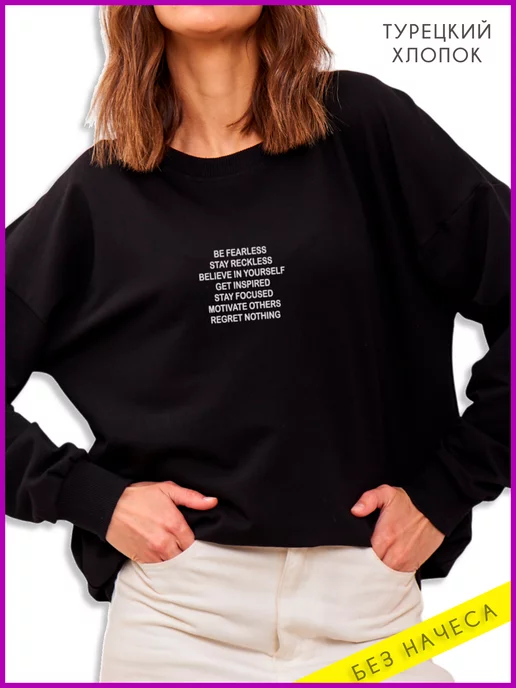 ТУРЕЦКИЙ
ХЛОПОК
BE FEARLESS
STAY RECKLESS
BELIEVE IN YOURSELF
GET INSPIRED
STAY FOCUSED
MOTIVATE OTHERS
REGRET NOTHING
БЕЗ НАЧЕСА